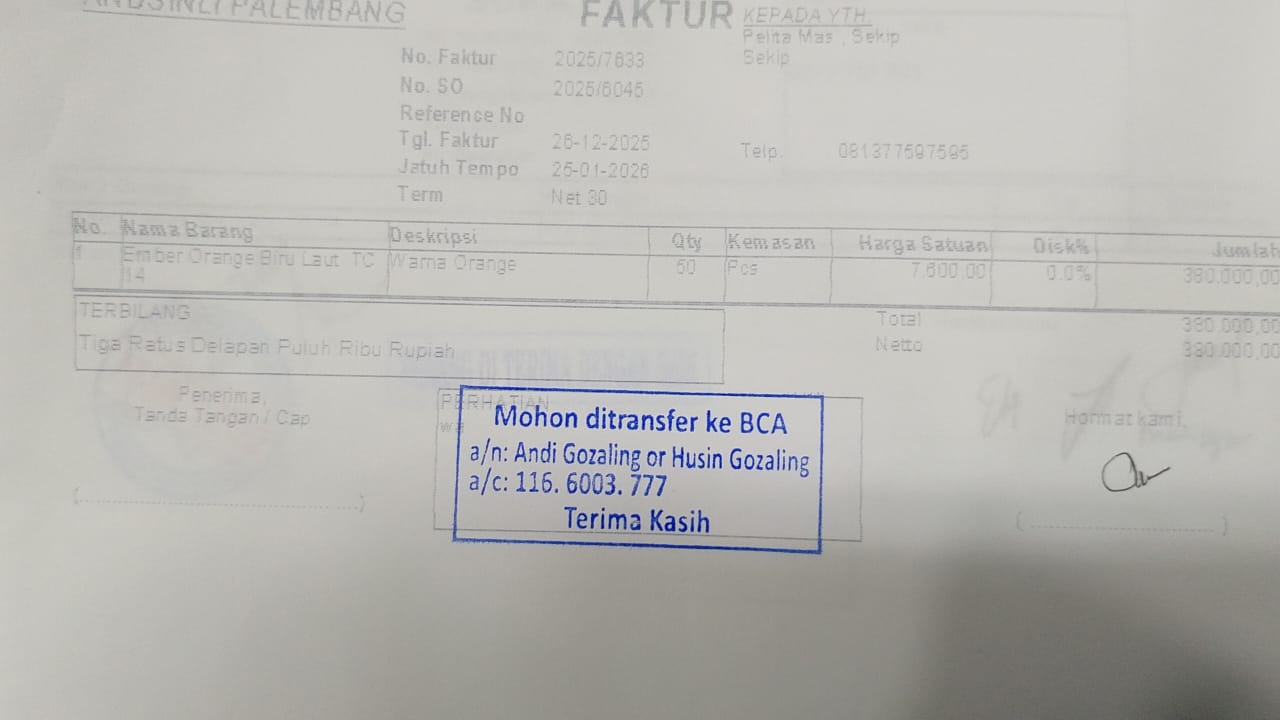 PALEMBANG
FAKTUR
KEPADA YTH.
Pelita Mas , Sekip
Sekip
No. Faktur 2025/7633
No. SO 2025/6045
Reference No
Tgl. Faktur 26-12-2025
Jatuh Tempo 25-01-2026
Term Net 30
Telp. 081377597595
No. Nama Barang Deskripsi Qty Kemasan Harga Satuan Disk% Jumlah
1 Ember Orange Biru Laut TC Warna Orange 50 Pcs 7.600,00 0.0% 380.000,00
14
TERBILANG
Tiga Ratus Delapan Puluh Ribu Rupiah
Total 380.000,00
Netto 380.000,00
Penerima,
Tanda Tangan / Cap
PERHATIAN
Mohon ditransfer ke BCA
a/n: Andi Gozaling or Husin Gozaling
a/c: 116. 6003. 777
Terima Kasih
Hormat kami,